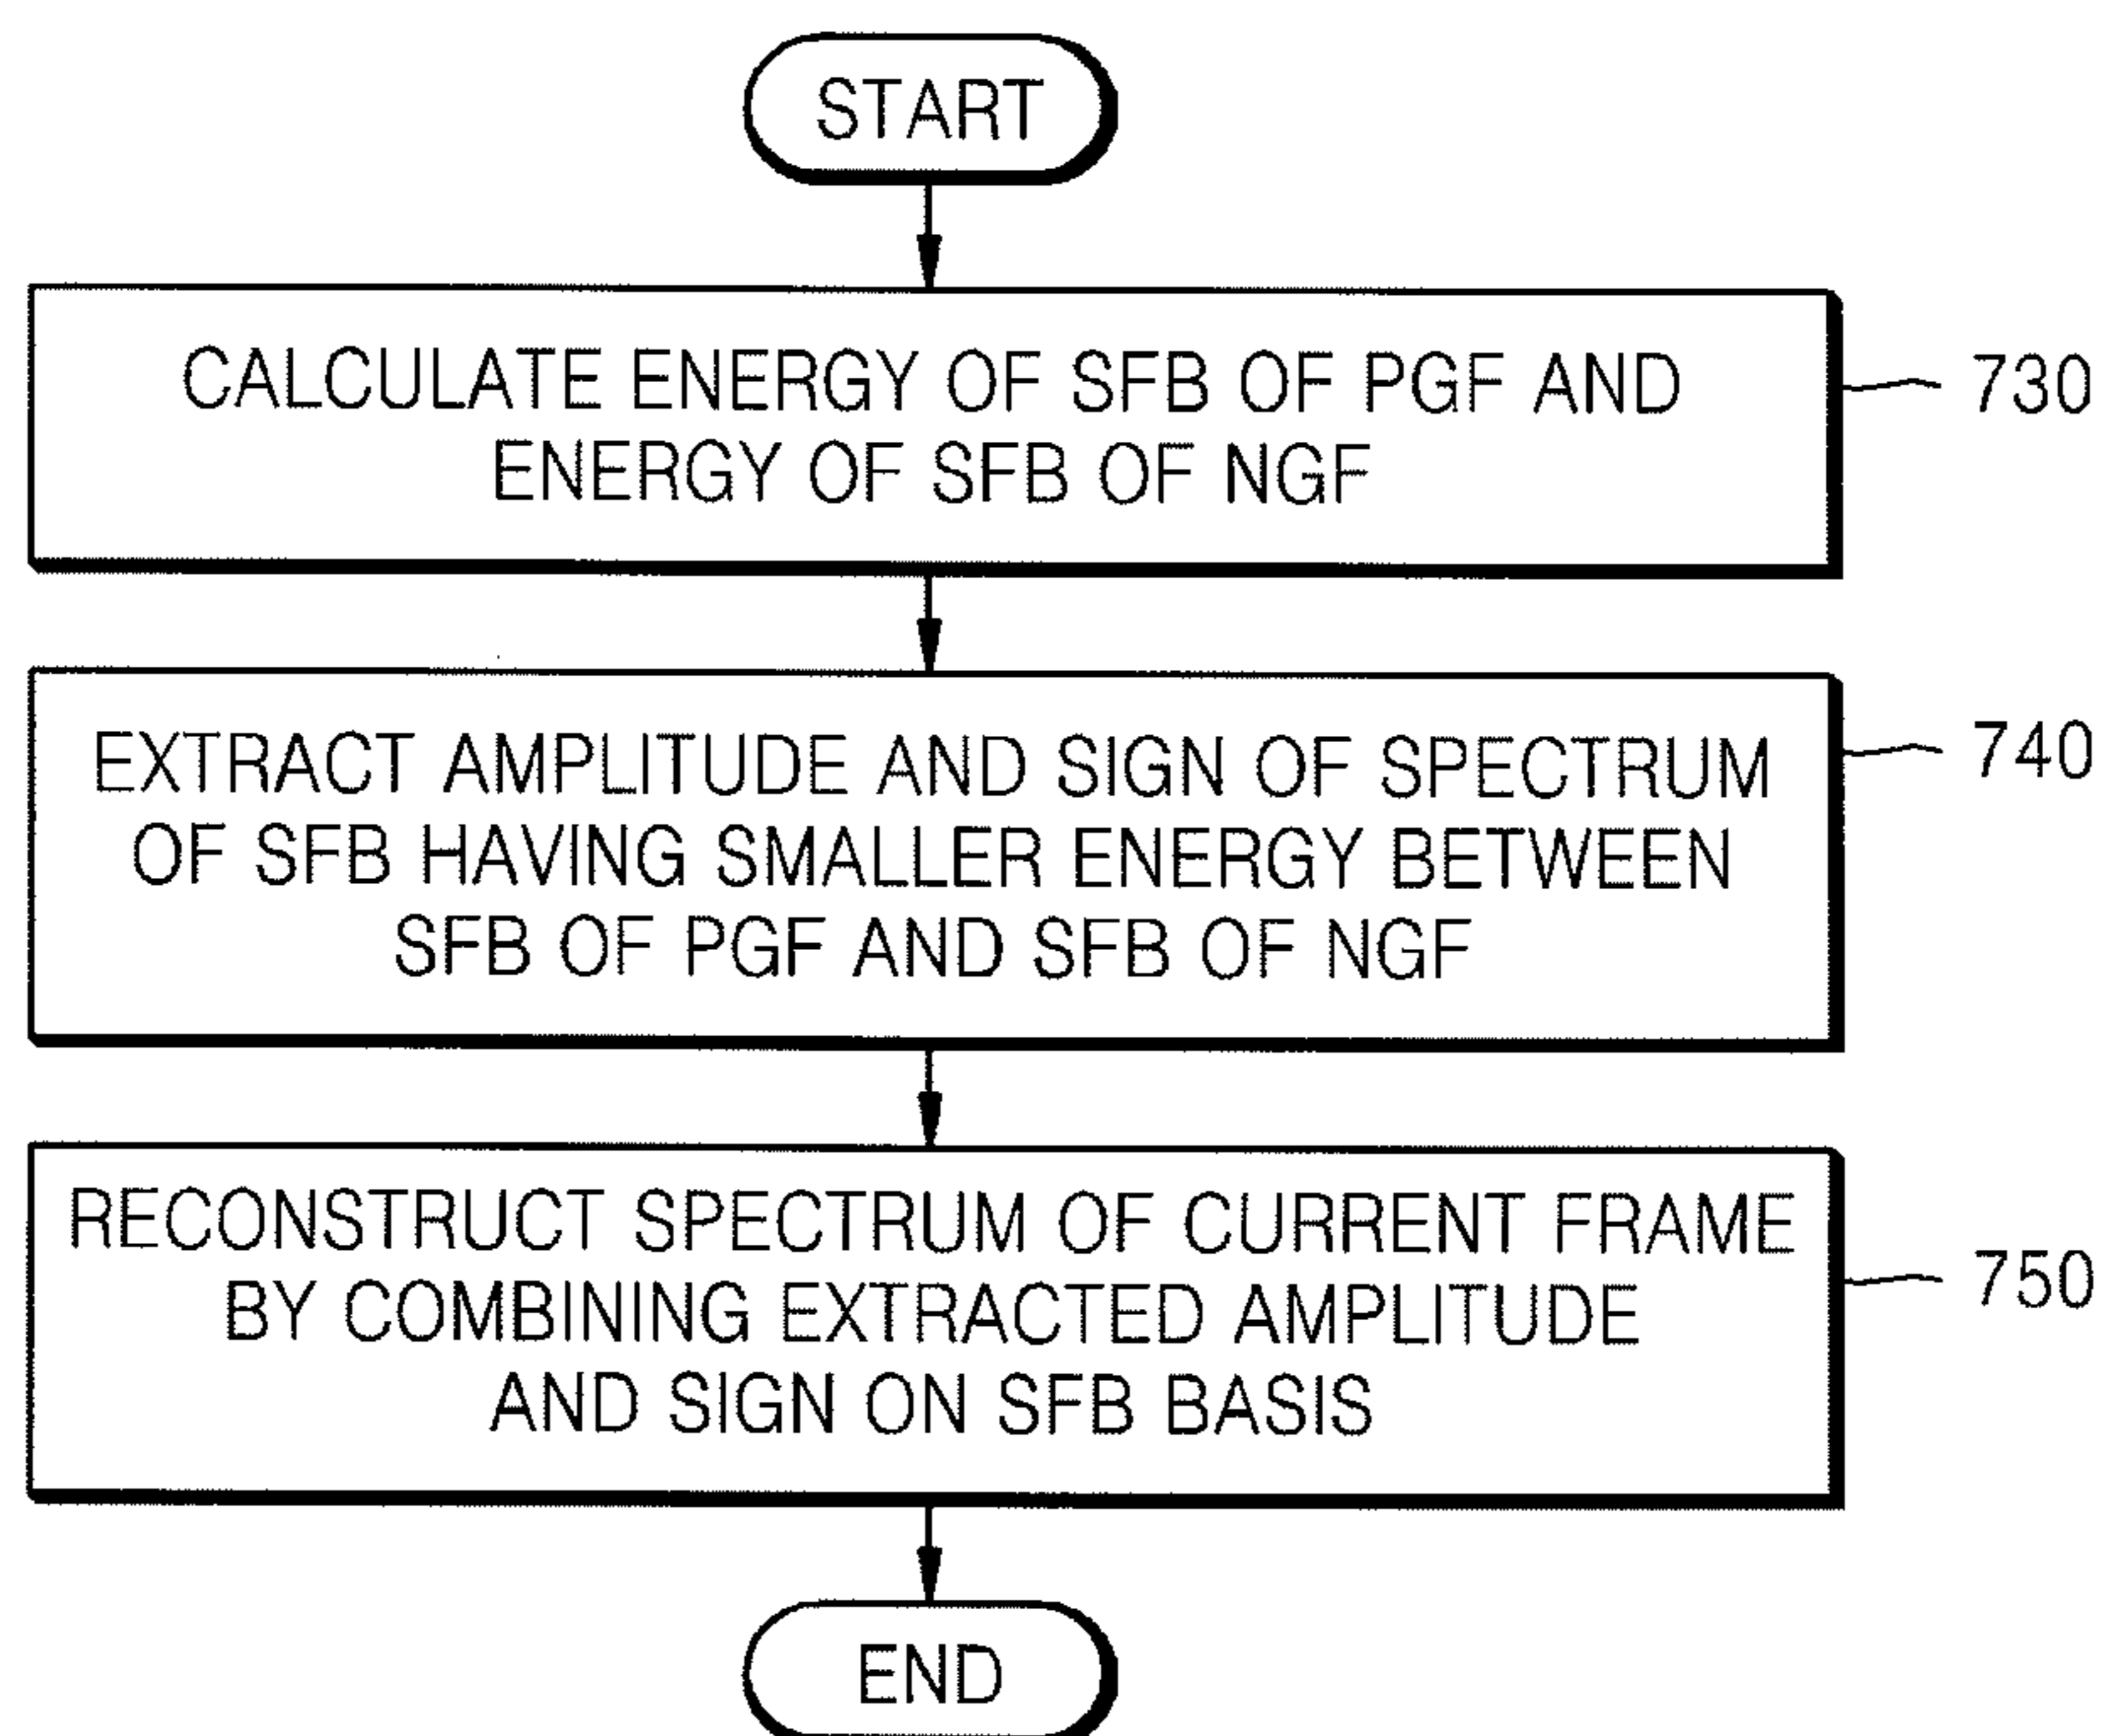 START
CALCULATE ENERGY OF SFB OF PGF AND
ENERGY OF SFB OF NGF
730
EXTRACT AMPLITUDE AND SIGN OF SPECTRUM
OF SFB HAVING SMALLER ENERGY BETWEEN
SFB OF PGF AND SFB OF NGF
740
RECONSTRUCT SPECTRUM OF CURRENT FRAME
BY COMBINING EXTRACTED AMPLITUDE
AND SIGN ON SFB BASIS
750
END